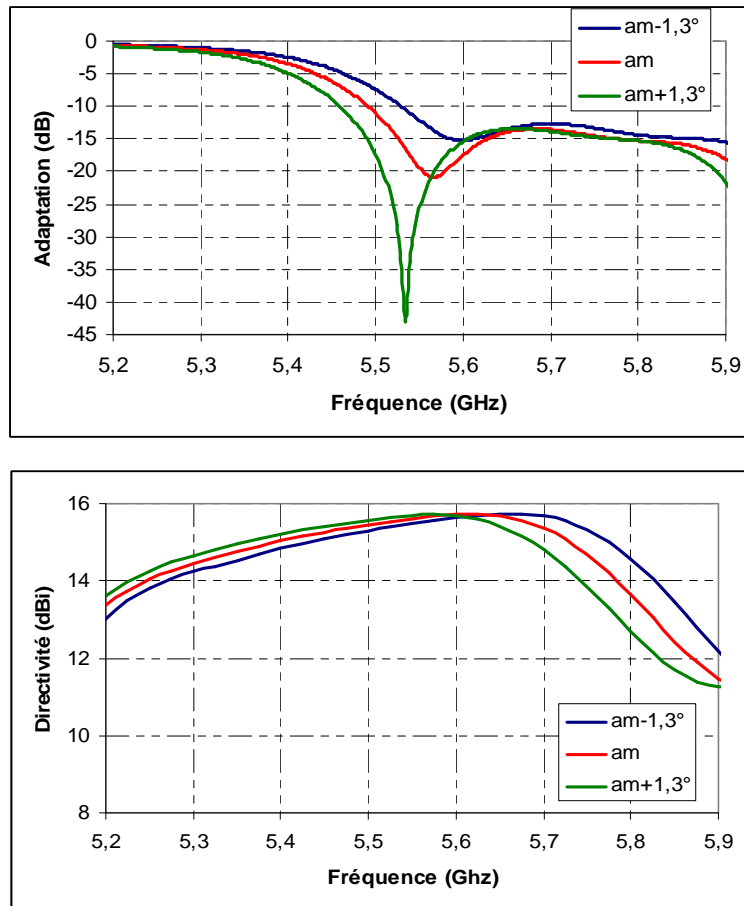 am-1,3°
am
am+1,3°
0
-5
-10
-15
-20
-25
-30
-35
-40
-45
Adaptation (dB)
5,2 5,3 5,4 5,5 5,6 5,7 5,8 5,9
Fréquence (GHz)
16
14
12
10
8
Directivité (dBi)
am-1,3°
am
am+1,3°
5,2 5,3 5,4 5,5 5,6 5,7 5,8 5,9
Fréquence (Ghz)